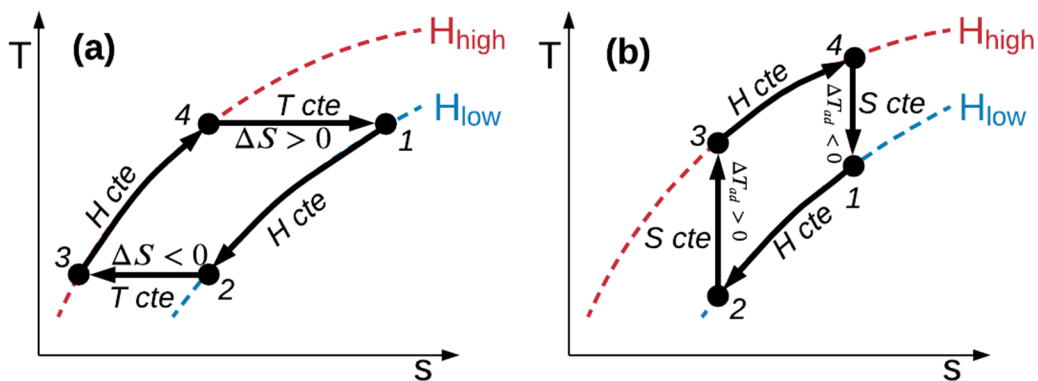 (a)
T
H_high
H_low
4
T cte
ΔS > 0
1
H cte
H cte
3
ΔS < 0
T cte
2
S
(b)
T
H_high
H_low
4
H cte
ΔT_ad < 0
S cte
3
ΔT_ad > 0
1
S cte
H cte
2
S